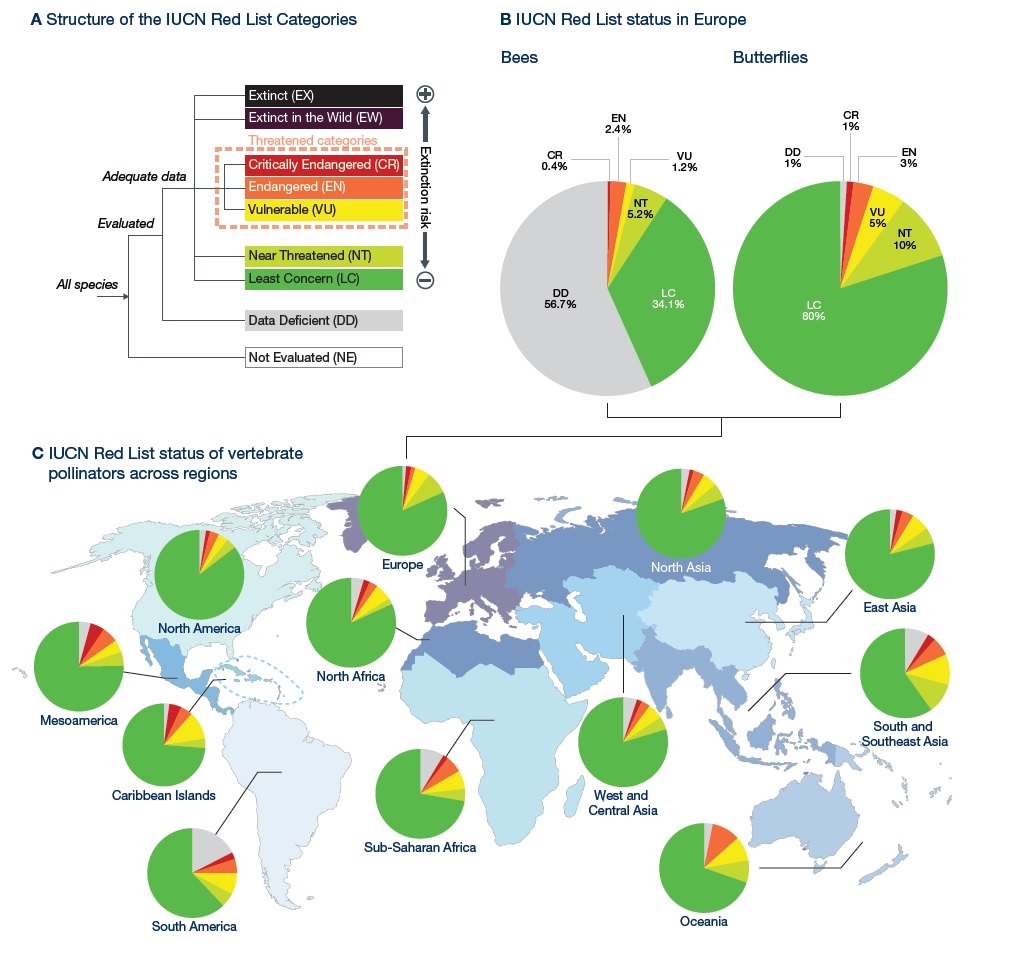 A Structure of the IUCN Red List Categories
Extinct (EX)
Extinct in the Wild (EW)
Threatened categories
Critically Endangered (CR)
Endangered (EN)
Vulnerable (VU)
Near Threatened (NT)
Least Concern (LC)
Data Deficient (DD)
Not Evaluated (NE)
Adequate data
Evaluated
All species
+
Extinction risk
−
B IUCN Red List status in Europe
Bees
CR
0.4%
EN
2.4%
VU
1.2%
NT
5.2%
LC
34.1%
DD
56.7%
Butterflies
DD
1%
CR
1%
EN
3%
VU
5%
NT
10%
LC
80%
C IUCN Red List status of vertebrate
pollinators across regions
Europe
North Asia
North America
East Asia
North Africa
Mesoamerica
South and
Southeast Asia
Caribbean Islands
West and
Central Asia
Sub-Saharan Africa
South America
Oceania